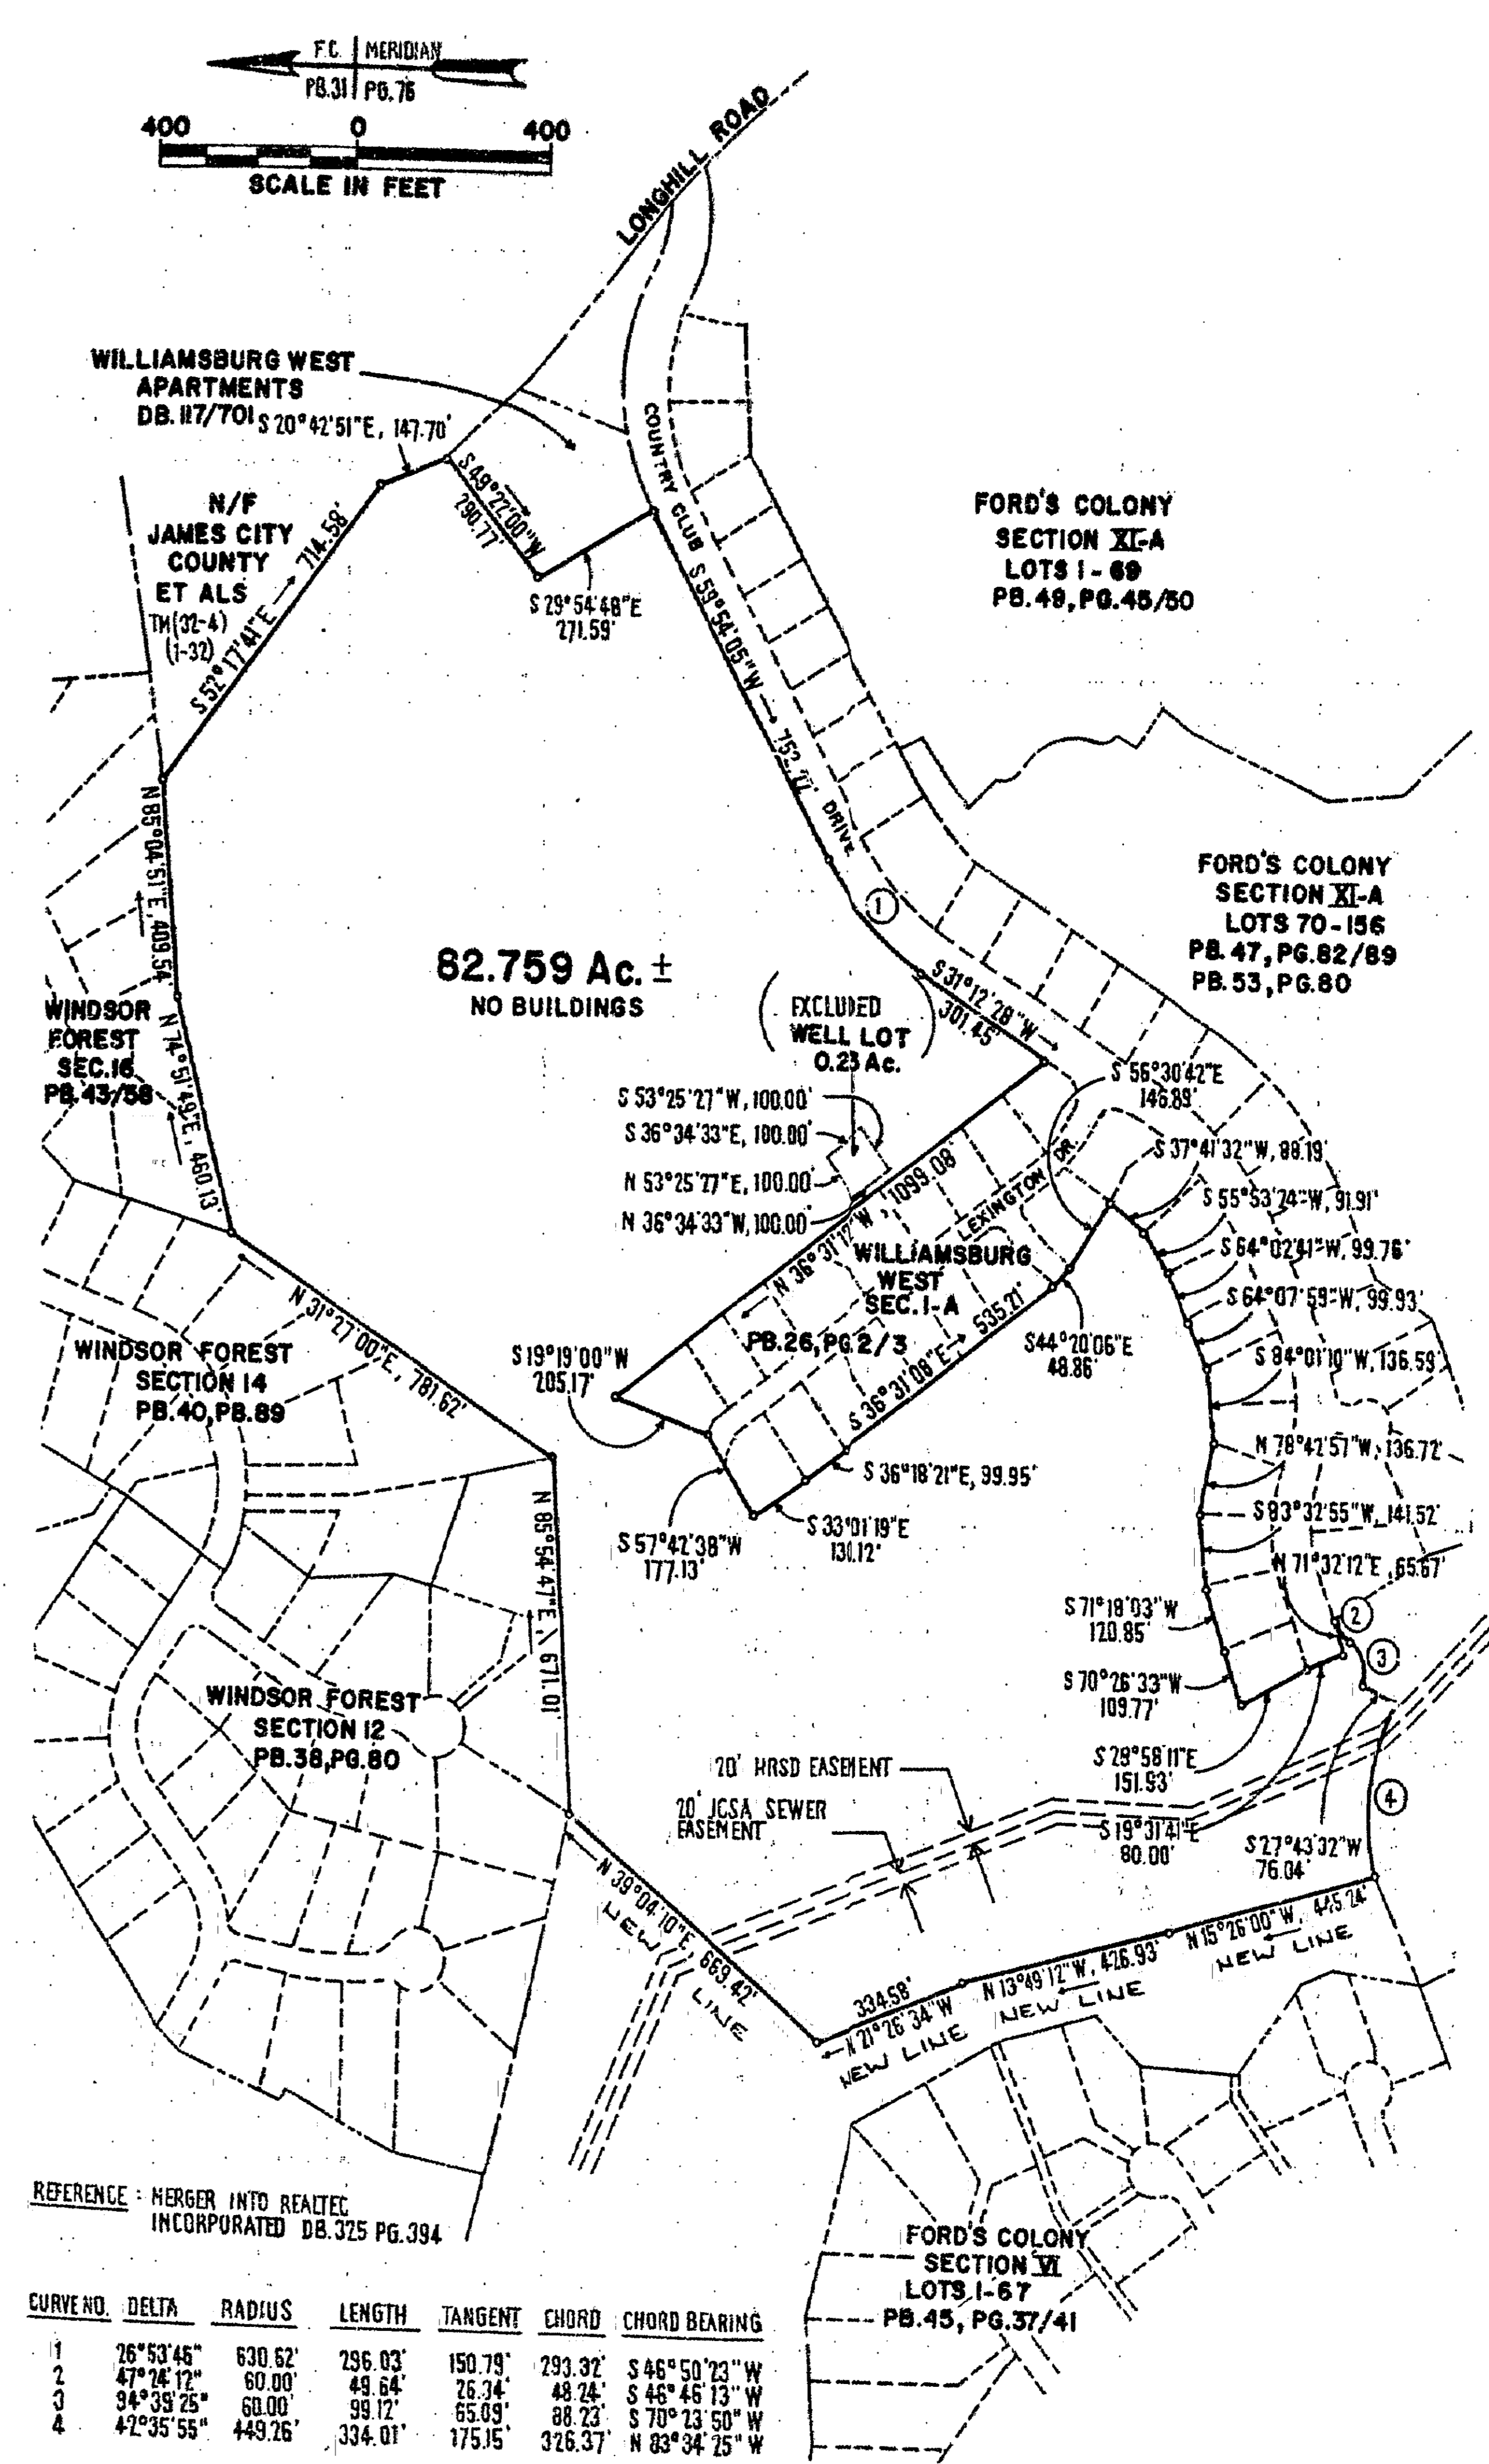 F.C. MERIDIAN
PB.31 PG.76
400 0 400
SCALE IN FEET
LONGHILL ROAD
WILLIAMSBURG WEST
APARTMENTS
DB.117/701
S 20°42'51"E, 147.70'
S 49°22'00"W
290.77'
S 29°54'48"E
271.59'
N/F
JAMES CITY
COUNTY
ET ALS
TM(32-4)
(1-32)
S 52°17'41"E 714.58'
COUNTRY CLUB DRIVE
S 59°54'05"W 752.77'
FORD'S COLONY
SECTION XI-A
LOTS 1-69
PB.49, PG.45/50
FORD'S COLONY
SECTION XI-A
LOTS 70-156
PB.47, PG.82/89
PB.53, PG.80
N 85°04'51"E, 409.54
82.759 Ac. ±
NO BUILDINGS
1
S 31°12'28"W
301.45'
EXCLUDED
WELL LOT
0.23 Ac.
WINDSOR
FOREST
SEC.16
PB.43/58
N 74°51'49"E, 460.13'
S 53°25'27"W, 100.00'
S 36°34'33"E, 100.00'
N 53°25'27"E, 100.00'
N 36°34'33"W, 100.00'
N 36°31'12"W, 1099.08'
LEXINGTON DR.
S 56°30'42"E
146.89'
S 37°41'32"W, 88.19'
S 55°53'24"W, 91.91'
S 64°02'41"W, 99.76'
S 64°07'59"W, 99.93'
S 84°01'10"W, 136.59'
N 78°42'57"W, 136.72'
S 83°32'55"W, 141.52'
N 71°32'12"E, 65.67'
WILLIAMSBURG
WEST
SEC. I-A
PB.26, PG.2/3
S 36°31'08"E 535.21'
S44°20'06"E
48.86'
N 31°27'00"E, 781.62'
WINDSOR FOREST
SECTION 14
PB.40, PB.89
S 19°19'00"W
205.17'
S 36°18'21"E, 99.95'
S 33°01'19"E
130.12'
S 57°42'38"W
177.13'
N 85°54'47"E, 671.01'
S 71°18'03"W
120.85'
2
3
S 70°26'33"W
109.77'
WINDSOR FOREST
SECTION 12
PB.38, PG.80
S 28°58'11"E
151.93'
20' HRSD EASEMENT
20' JCSA SEWER
EASEMENT
S 19°31'41"E
80.00'
4
S 27°43'32"W
76.04'
N 39°04'10"E, 669.42'
NEW LINE
N 15°26'00"W, 445.24'
NEW LINE
N 13°49'12"W, 426.93'
NEW LINE
334.58'
N 21°26'34"W
NEW LINE
REFERENCE : MERGER INTO REALTEC
INCORPORATED DB.325 PG.394
FORD'S COLONY
SECTION VI
LOTS 1-67
PB.45, PG.37/41
CURVE NO. DELTA RADIUS LENGTH TANGENT CHORD CHORD BEARING
1 26°53'46" 630.62' 296.03' 150.79' 293.32' S 46°50'23" W
2 47°24'12" 60.00' 49.64' 26.34' 48.24' S 46°46'13" W
3 94°39'25" 60.00' 99.12' 65.09' 88.23' S 70°23'50" W
4 42°35'55" 449.26' 334.01' 175.15' 326.37' N 83°34'25" W